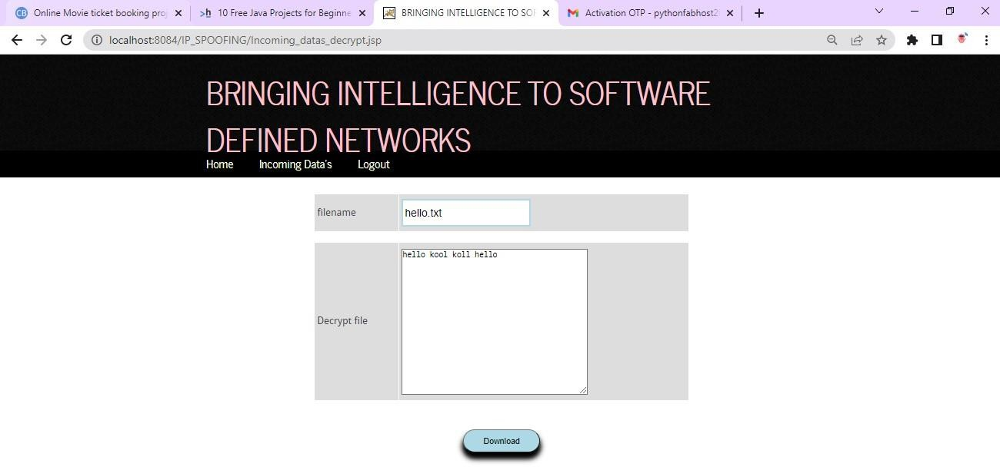 Online Movie ticket booking proj
10 Free Java Projects for Beginne
BRINGING INTELLIGENCE TO SOF
Activation OTP - pythonfabhost2
localhost:8084/IP_SPOOFING/Incoming_datas_decrypt.jsp
BRINGING INTELLIGENCE TO SOFTWARE
DEFINED NETWORKS
Home Incoming Data's Logout
filename hello.txt
hello kool koll hello
Decrypt file
Download